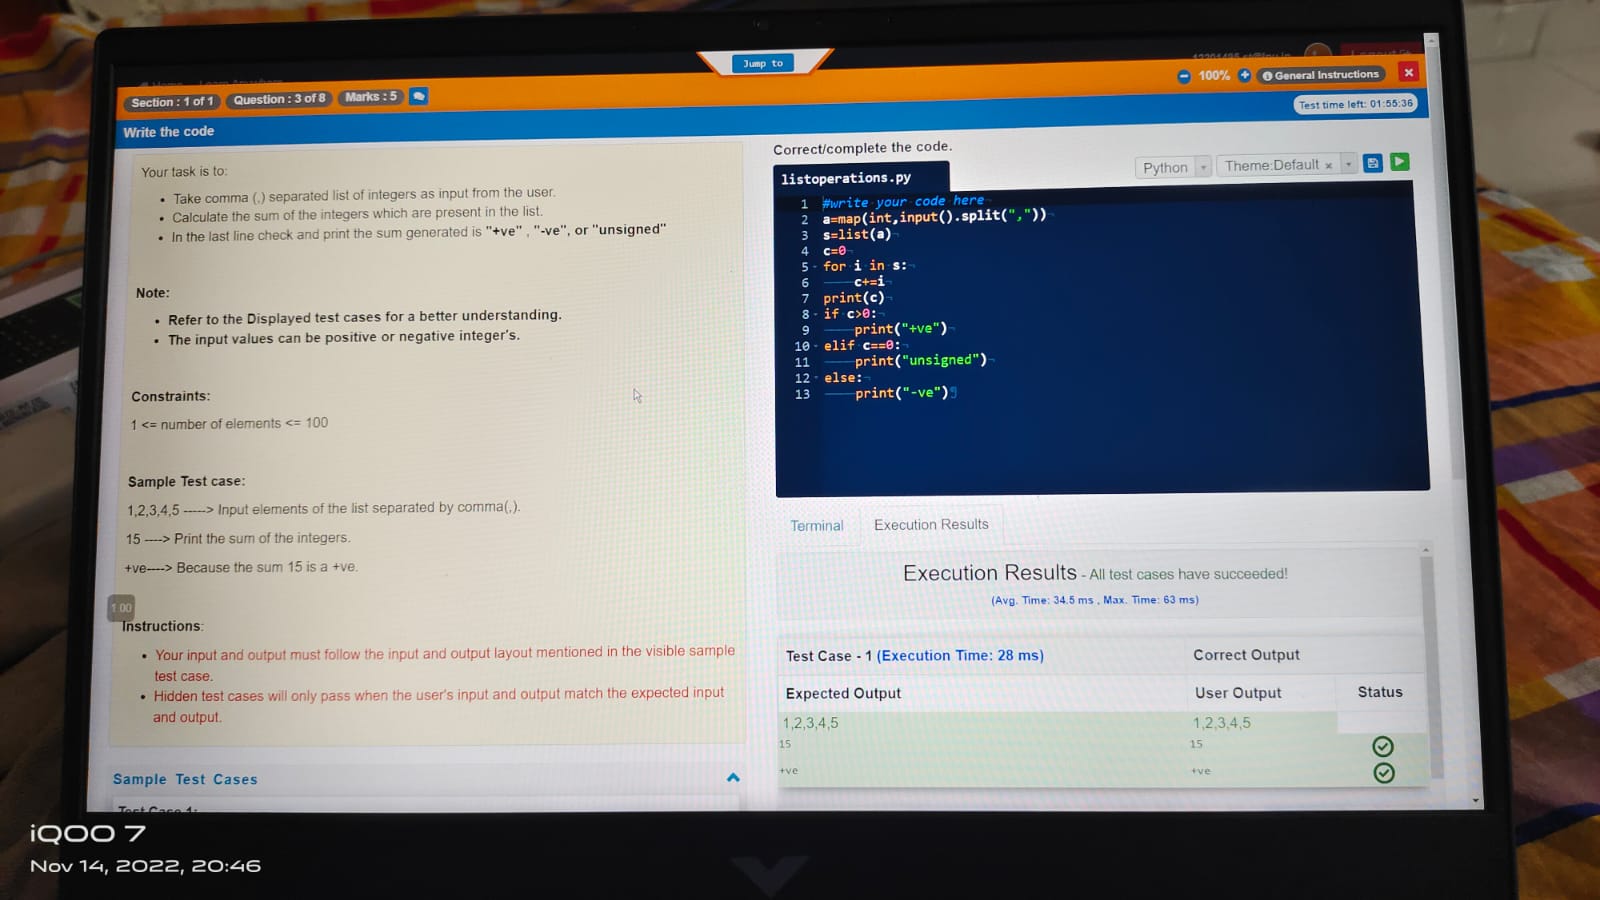 Jump to
Section : 1 of 1 Question : 3 of 8 Marks : 5
100% General Instructions
Test time left: 01:55:36
Write the code
Your task is to:
Take comma (,) separated list of integers as input from the user.
Calculate the sum of the integers which are present in the list.
In the last line check and print the sum generated is "+ve" , "-ve", or "unsigned"
Note:
Refer to the Displayed test cases for a better understanding.
The input values can be positive or negative integer's.
Constraints:
1 <= number of elements <= 100
Sample Test case:
1,2,3,4,5 -----> Input elements of the list separated by comma(,).
15 ----> Print the sum of the integers.
+ve----> Because the sum 15 is a +ve.
1.00
Instructions:
Your input and output must follow the input and output layout mentioned in the visible sample
test case.
Hidden test cases will only pass when the user's input and output match the expected input
and output.
Sample Test Cases
Test Case 1:
Correct/complete the code.
listoperations.py
Python Theme:Default ×
1 #write your code here
2 a=map(int,input().split(","))
3 s=list(a)
4 c=0
5 for i in s:
6 c+=i
7 print(c)
8 if c>0:
9 print("+ve")
10 elif c==0:
11 print("unsigned")
12 else:
13 print("-ve")
Terminal Execution Results
Execution Results - All test cases have succeeded!
(Avg. Time: 34.5 ms , Max. Time: 63 ms)
Test Case - 1 (Execution Time: 28 ms) Correct Output
Expected Output User Output Status
1,2,3,4,5 1,2,3,4,5
15 15
+ve +ve
iQOO 7
Nov 14, 2022, 20:46